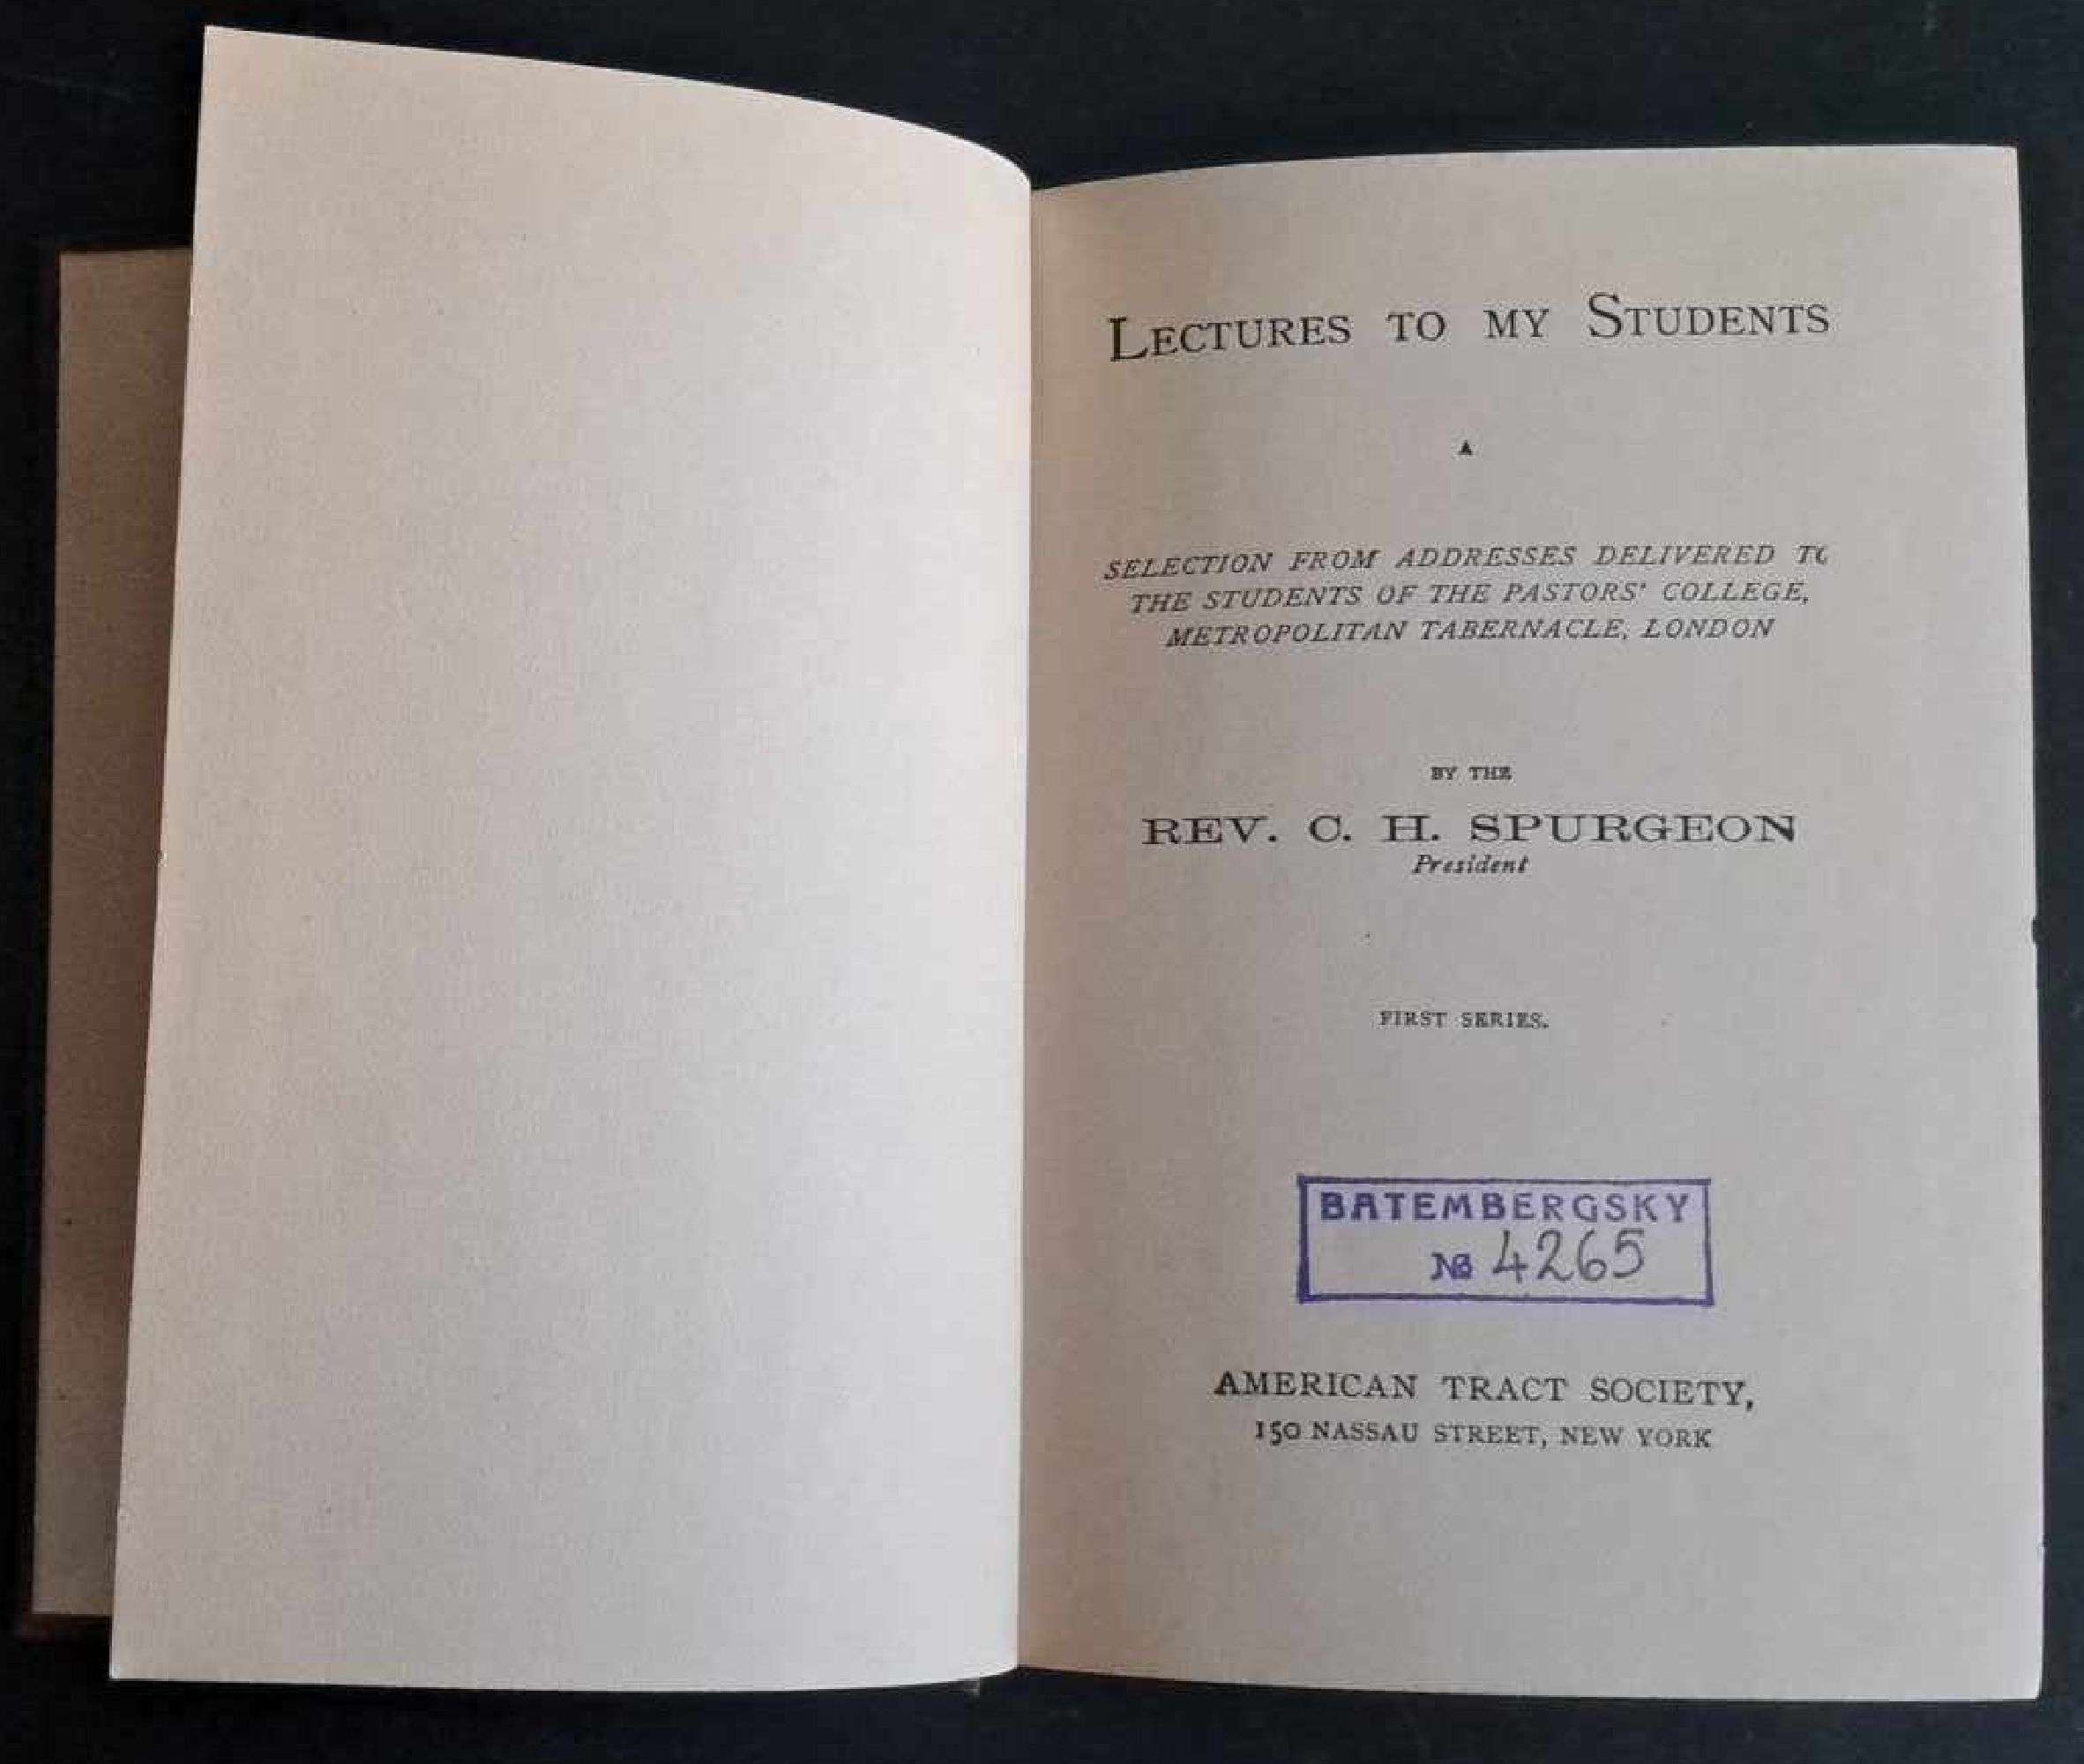 LECTURES TO MY STUDENTS
A
SELECTION FROM ADDRESSES DELIVERED TO
THE STUDENTS OF THE PASTORS' COLLEGE,
METROPOLITAN TABERNACLE, LONDON
BY THE
REV. C. H. SPURGEON
President
FIRST SERIES.
BATEMBERGSKY
№ 4265
AMERICAN TRACT SOCIETY,
150 NASSAU STREET, NEW YORK